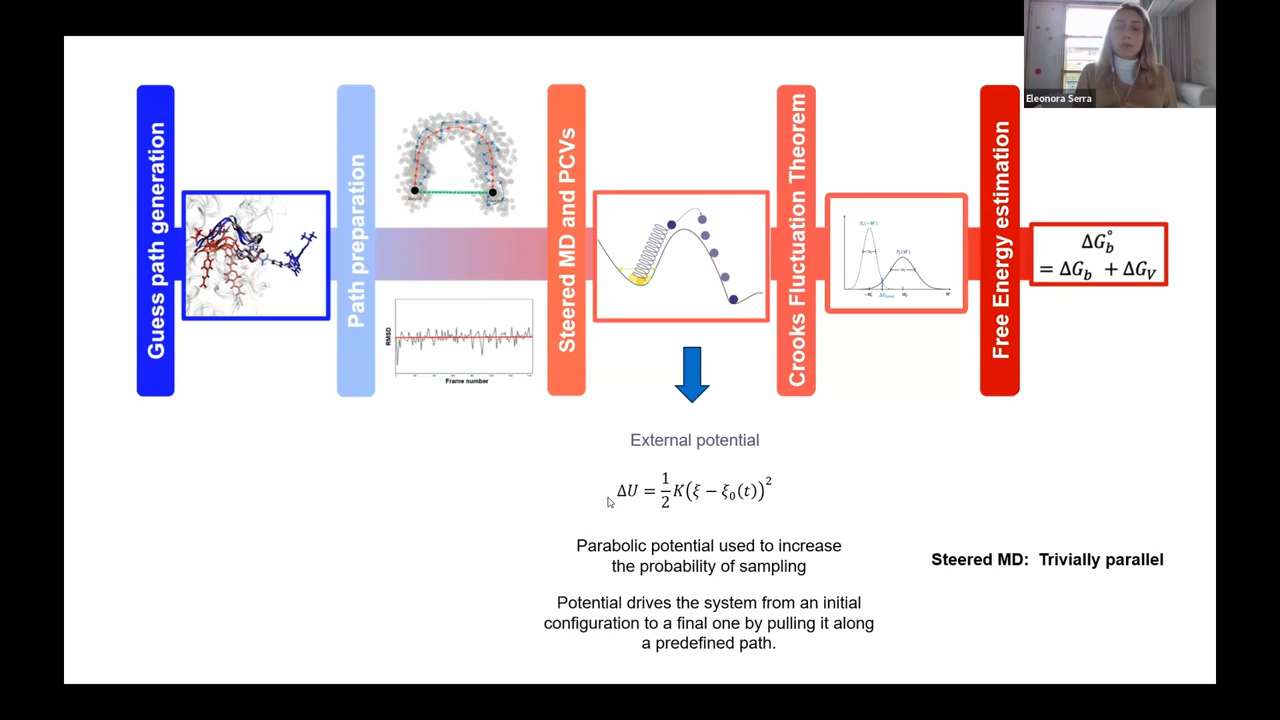 Eleonora Serra
Guess path generation
Path preparation
Steered MD and PCVs
Crooks Fluctuation Theorem
Free Energy estimation
RMSD
Frame number
W
ΔG_b°
= ΔG_b + ΔG_V
External potential
ΔU = 1/2 K(ξ − ξ₀(t))²
Parabolic potential used to increase
the probability of sampling
Steered MD: Trivially parallel
Potential drives the system from an initial
configuration to a final one by pulling it along
a predefined path.